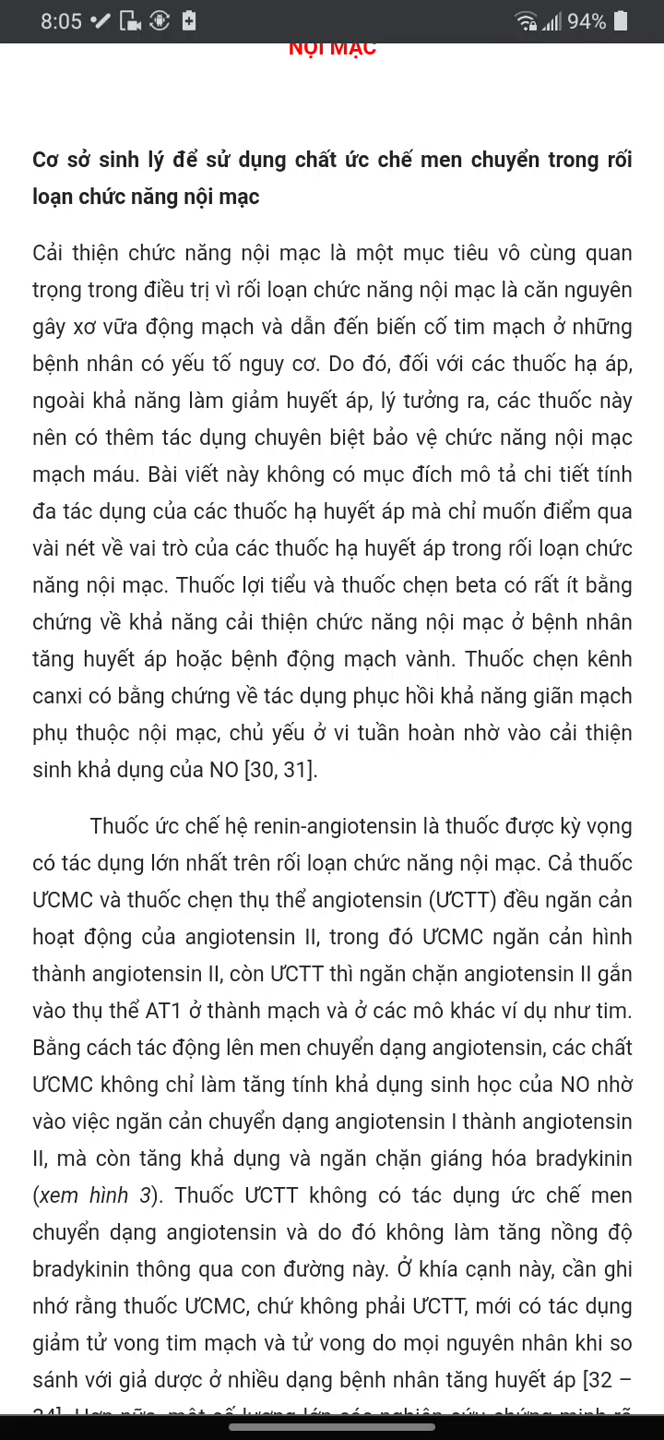 8:05
94%
NỘI MẠC
Cơ sở sinh lý để sử dụng chất ức chế men chuyển trong rối
loạn chức năng nội mạc
Cải thiện chức năng nội mạc là một mục tiêu vô cùng quan
trọng trong điều trị vì rối loạn chức năng nội mạc là căn nguyên
gây xơ vữa động mạch và dẫn đến biến cố tim mạch ở những
bệnh nhân có yếu tố nguy cơ. Do đó, đối với các thuốc hạ áp,
ngoài khả năng làm giảm huyết áp, lý tưởng ra, các thuốc này
nên có thêm tác dụng chuyên biệt bảo vệ chức năng nội mạc
mạch máu. Bài viết này không có mục đích mô tả chi tiết tính
đa tác dụng của các thuốc hạ huyết áp mà chỉ muốn điểm qua
vài nét về vai trò của các thuốc hạ huyết áp trong rối loạn chức
năng nội mạc. Thuốc lợi tiểu và thuốc chẹn beta có rất ít bằng
chứng về khả năng cải thiện chức năng nội mạc ở bệnh nhân
tăng huyết áp hoặc bệnh động mạch vành. Thuốc chẹn kênh
canxi có bằng chứng về tác dụng phục hồi khả năng giãn mạch
phụ thuộc nội mạc, chủ yếu ở vi tuần hoàn nhờ vào cải thiện
sinh khả dụng của NO [30, 31].
Thuốc ức chế hệ renin-angiotensin là thuốc được kỳ vọng
có tác dụng lớn nhất trên rối loạn chức năng nội mạc. Cả thuốc
ƯCMC và thuốc chẹn thụ thể angiotensin (ƯCTT) đều ngăn cản
hoạt động của angiotensin II, trong đó ƯCMC ngăn cản hình
thành angiotensin II, còn ƯCTT thì ngăn chặn angiotensin II gắn
vào thụ thể AT1 ở thành mạch và ở các mô khác ví dụ như tim.
Bằng cách tác động lên men chuyển dạng angiotensin, các chất
ƯCMC không chỉ làm tăng tính khả dụng sinh học của NO nhờ
vào việc ngăn cản chuyển dạng angiotensin I thành angiotensin
II, mà còn tăng khả dụng và ngăn chặn giáng hóa bradykinin
(xem hình 3). Thuốc ƯCTT không có tác dụng ức chế men
chuyển dạng angiotensin và do đó không làm tăng nồng độ
bradykinin thông qua con đường này. Ở khía cạnh này, cần ghi
nhớ rằng thuốc ƯCMC, chứ không phải ƯCTT, mới có tác dụng
giảm tử vong tim mạch và tử vong do mọi nguyên nhân khi so
sánh với giả dược ở nhiều dạng bệnh nhân tăng huyết áp [32 –